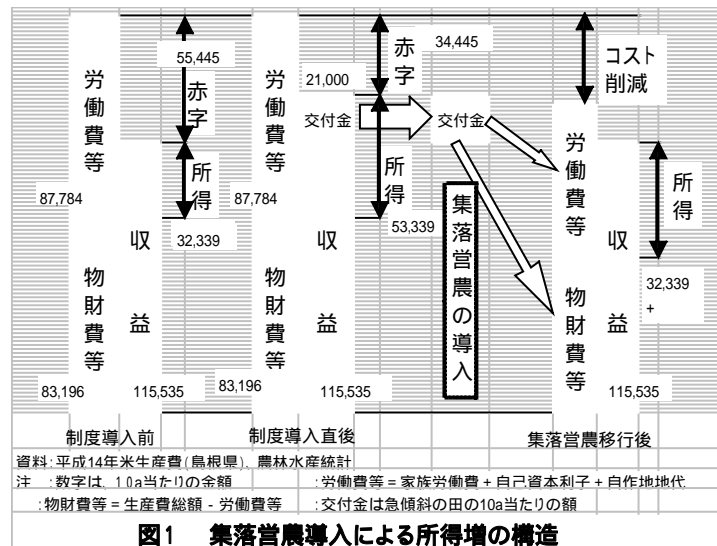 55,445
赤字
労働費等
87,784
所得
32,339
収益
物財費等
83,196
115,535
制度導入前
赤字
34,445
21,000
交付金
労働費等
87,784
所得
53,339
収益
物財費等
83,196
115,535
制度導入直後
交付金
集落営農の導入
コスト
削減
労働費等
所得
収益
32,339
+
物財費等
115,535
集落営農移行後
資料:平成14年米生産費(島根県)、農林水産統計
注 :数字は、10a当たりの金額 :労働費等=家族労働費+自己資本利子+自作地地代
:物財費等=生産費総額-労働費等 :交付金は急傾斜の田の10a当たりの額
図1 集落営農導入による所得増の構造